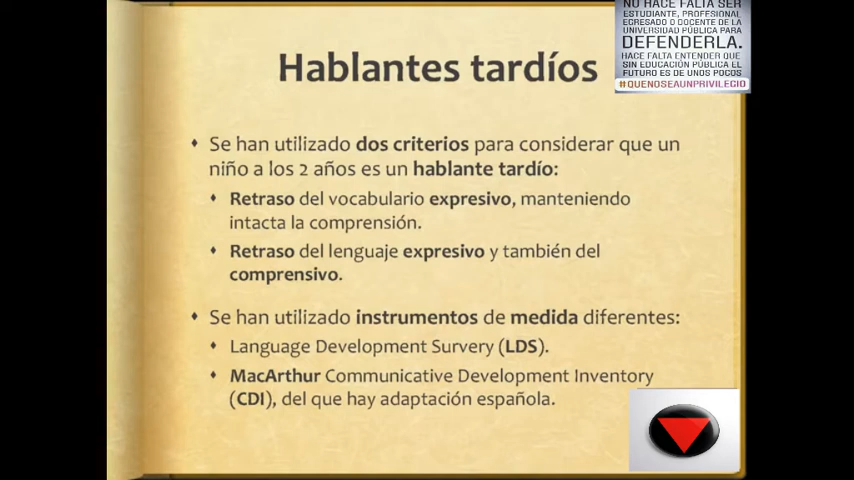 NO HACE FALTA SER
ESTUDIANTE, PROFESIONAL
EGRESADO O DOCENTE DE LA
UNIVERSIDAD PÚBLICA PARA
DEFENDERLA.
HACE FALTA ENTENDER QUE
SIN EDUCACIÓN PÚBLICA EL
FUTURO ES DE UNOS POCOS
#QUENOSEAUNPRIVILEGIO
Hablantes tardíos
Se han utilizado dos criterios para considerar que un
niño a los 2 años es un hablante tardío:
Retraso del vocabulario expresivo, manteniendo
intacta la comprensión.
Retraso del lenguaje expresivo y también del
comprensivo.
Se han utilizado instrumentos de medida diferentes:
Language Development Survery (LDS).
MacArthur Communicative Development Inventory
(CDI), del que hay adaptación española.